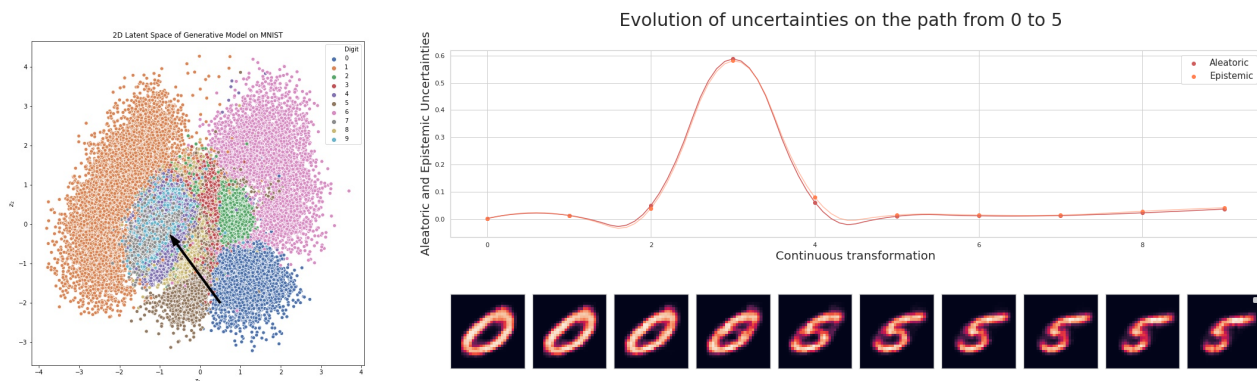 2D Latent Space of Generative Model on MNIST
Digit
0
1
2
3
4
5
6
7
8
9
4
3
2
1
0
−1
−2
−3
z₂
−4 −3 −2 −1 0 1 2 3 4
Evolution of uncertainties on the path from 0 to 5
Aleatoric and Epistemic Uncertainties
0.6
0.5
0.4
0.3
0.2
0.1
0.0
Aleatoric
Epistemic
0 2 4 6 8
Continuous transformation